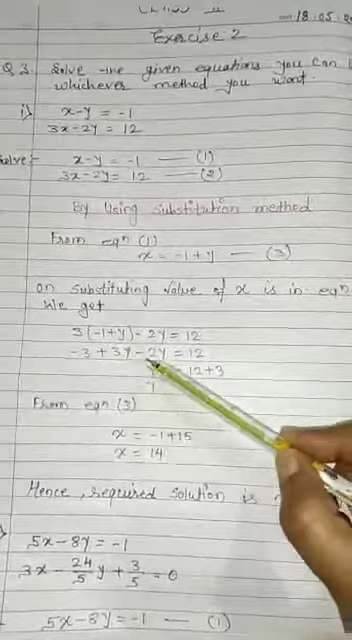 18.05.
Exercise 2
Q 3. Solve the given equations you can
whichever method you want.
i) x-y = -1
3x-2y = 12
Solve:- x-y = -1 — (1)
3x-2y = 12 — (2)
By Using substitution method
From eqn (1)
x = -1+y — (3)
on substituting value of x is in eqn
We get
3(-1+y)-2y = 12
-3+3y-2y = 12
12+3
y
From eqn (3)
x = -1+15
x = 14
Hence, required solution is
5x-8y = -1
3x - 24/5 y + 3/5 = 0
5x-8y = -1 — (1)